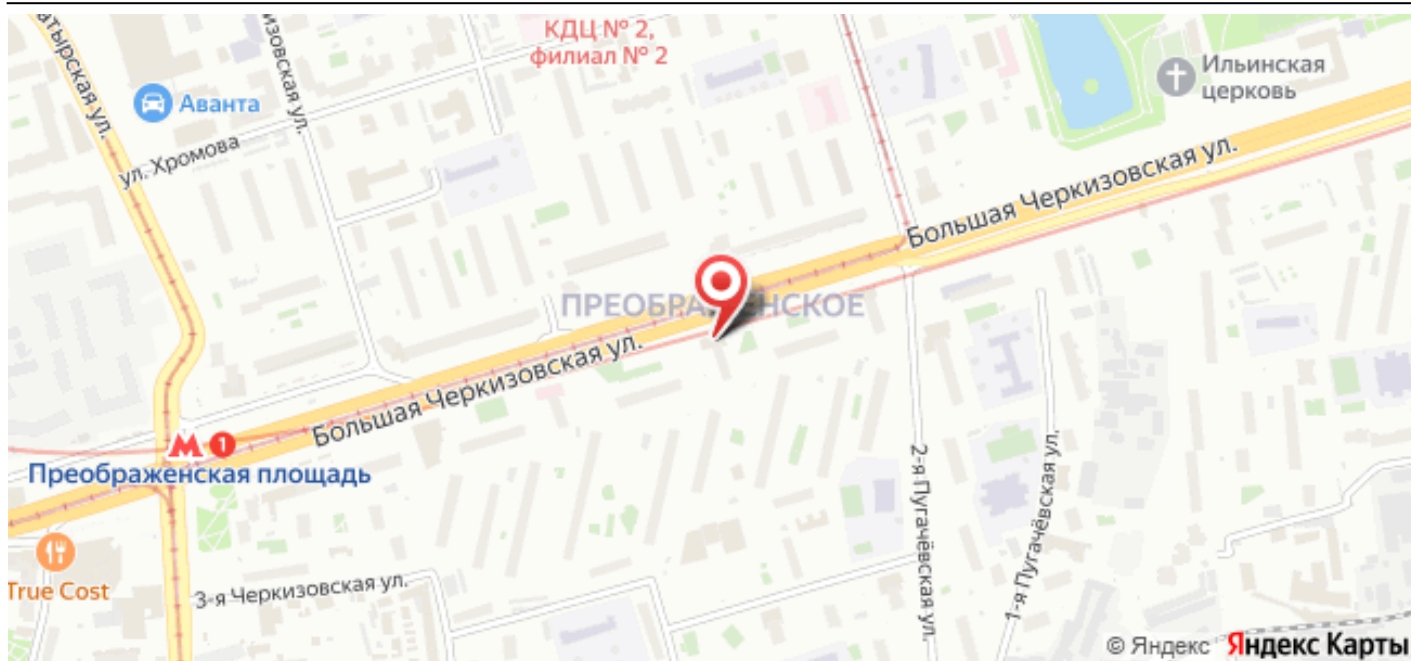 КДЦ № 2,
филиал № 2
Ильинская
церковь
Аванта
ул. Хромова
Большая Черкизовская ул.
ПРЕОБРАЖЕНСКОЕ
Большая Черкизовская ул.
М 1
Преображенская площадь
2-я Пугачёвская ул.
1-я Пугачёвская ул.
True Cost
3-я Черкизовская ул.
© Яндекс Яндекс Карты